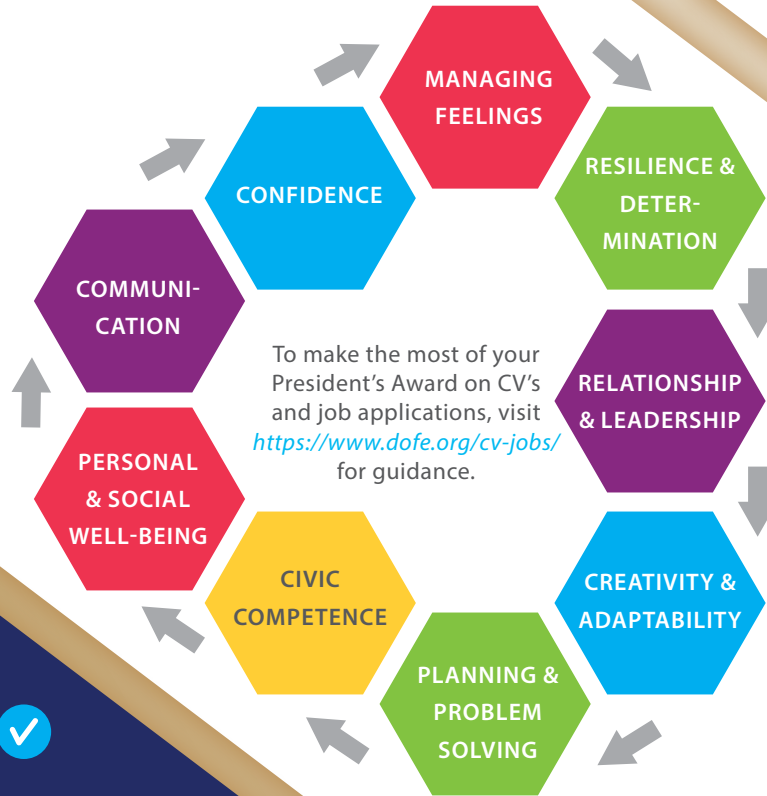 MANAGING
FEELINGS
RESILIENCE &
DETER-
MINATION
CONFIDENCE
COMMUNI-
CATION
To make the most of your
President’s Award on CV’s
and job applications, visit
https://www.dofe.org/cv-jobs/
for guidance.
RELATIONSHIP
& LEADERSHIP
PERSONAL
& SOCIAL
WELL-BEING
CIVIC
COMPETENCE
CREATIVITY &
ADAPTABILITY
PLANNING &
PROBLEM
SOLVING